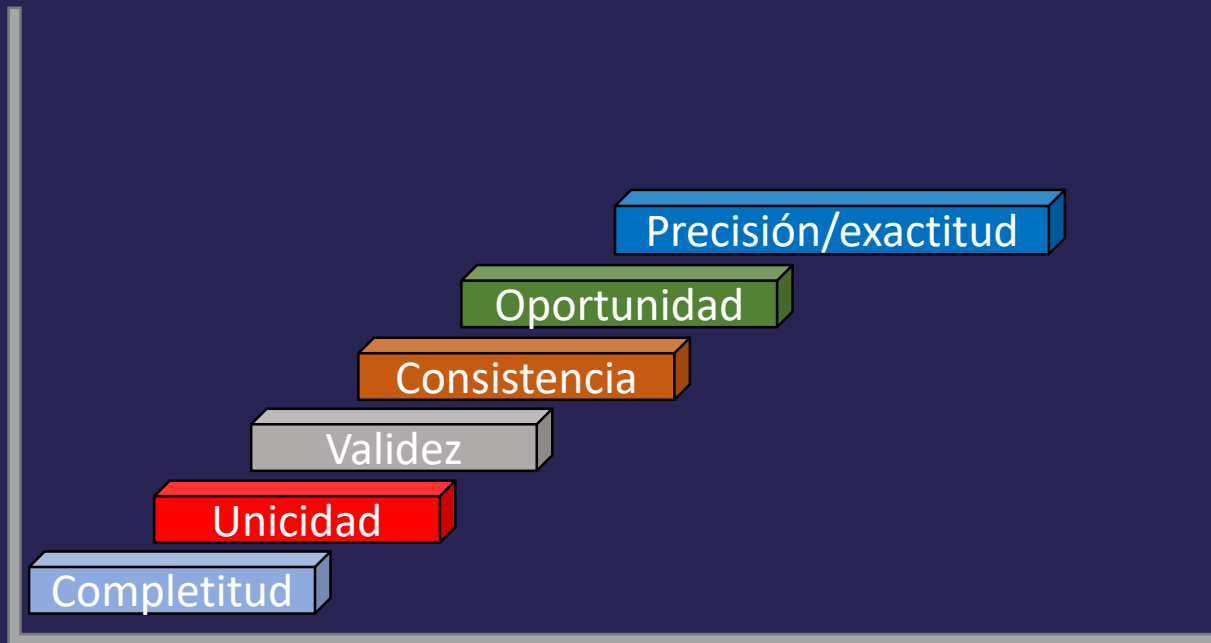 Precisión/exactitud
Oportunidad
Consistencia
Validez
Unicidad
Completitud